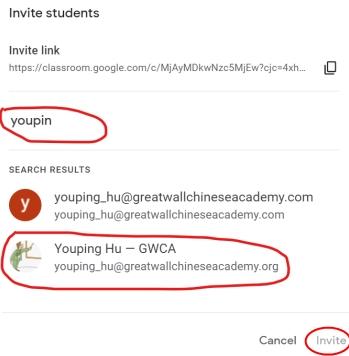 Invite students
Invite link
https://classroom.google.com/c/MjAyMDkwNzc5MjEw?cjc=4xh...
youpin
SEARCH RESULTS
y
youping_hu@greatwallchineseacademy.com
youping_hu@greatwallchineseacademy.com
Youping Hu — GWCA
youping_hu@greatwallchineseacademy.org
Cancel Invite